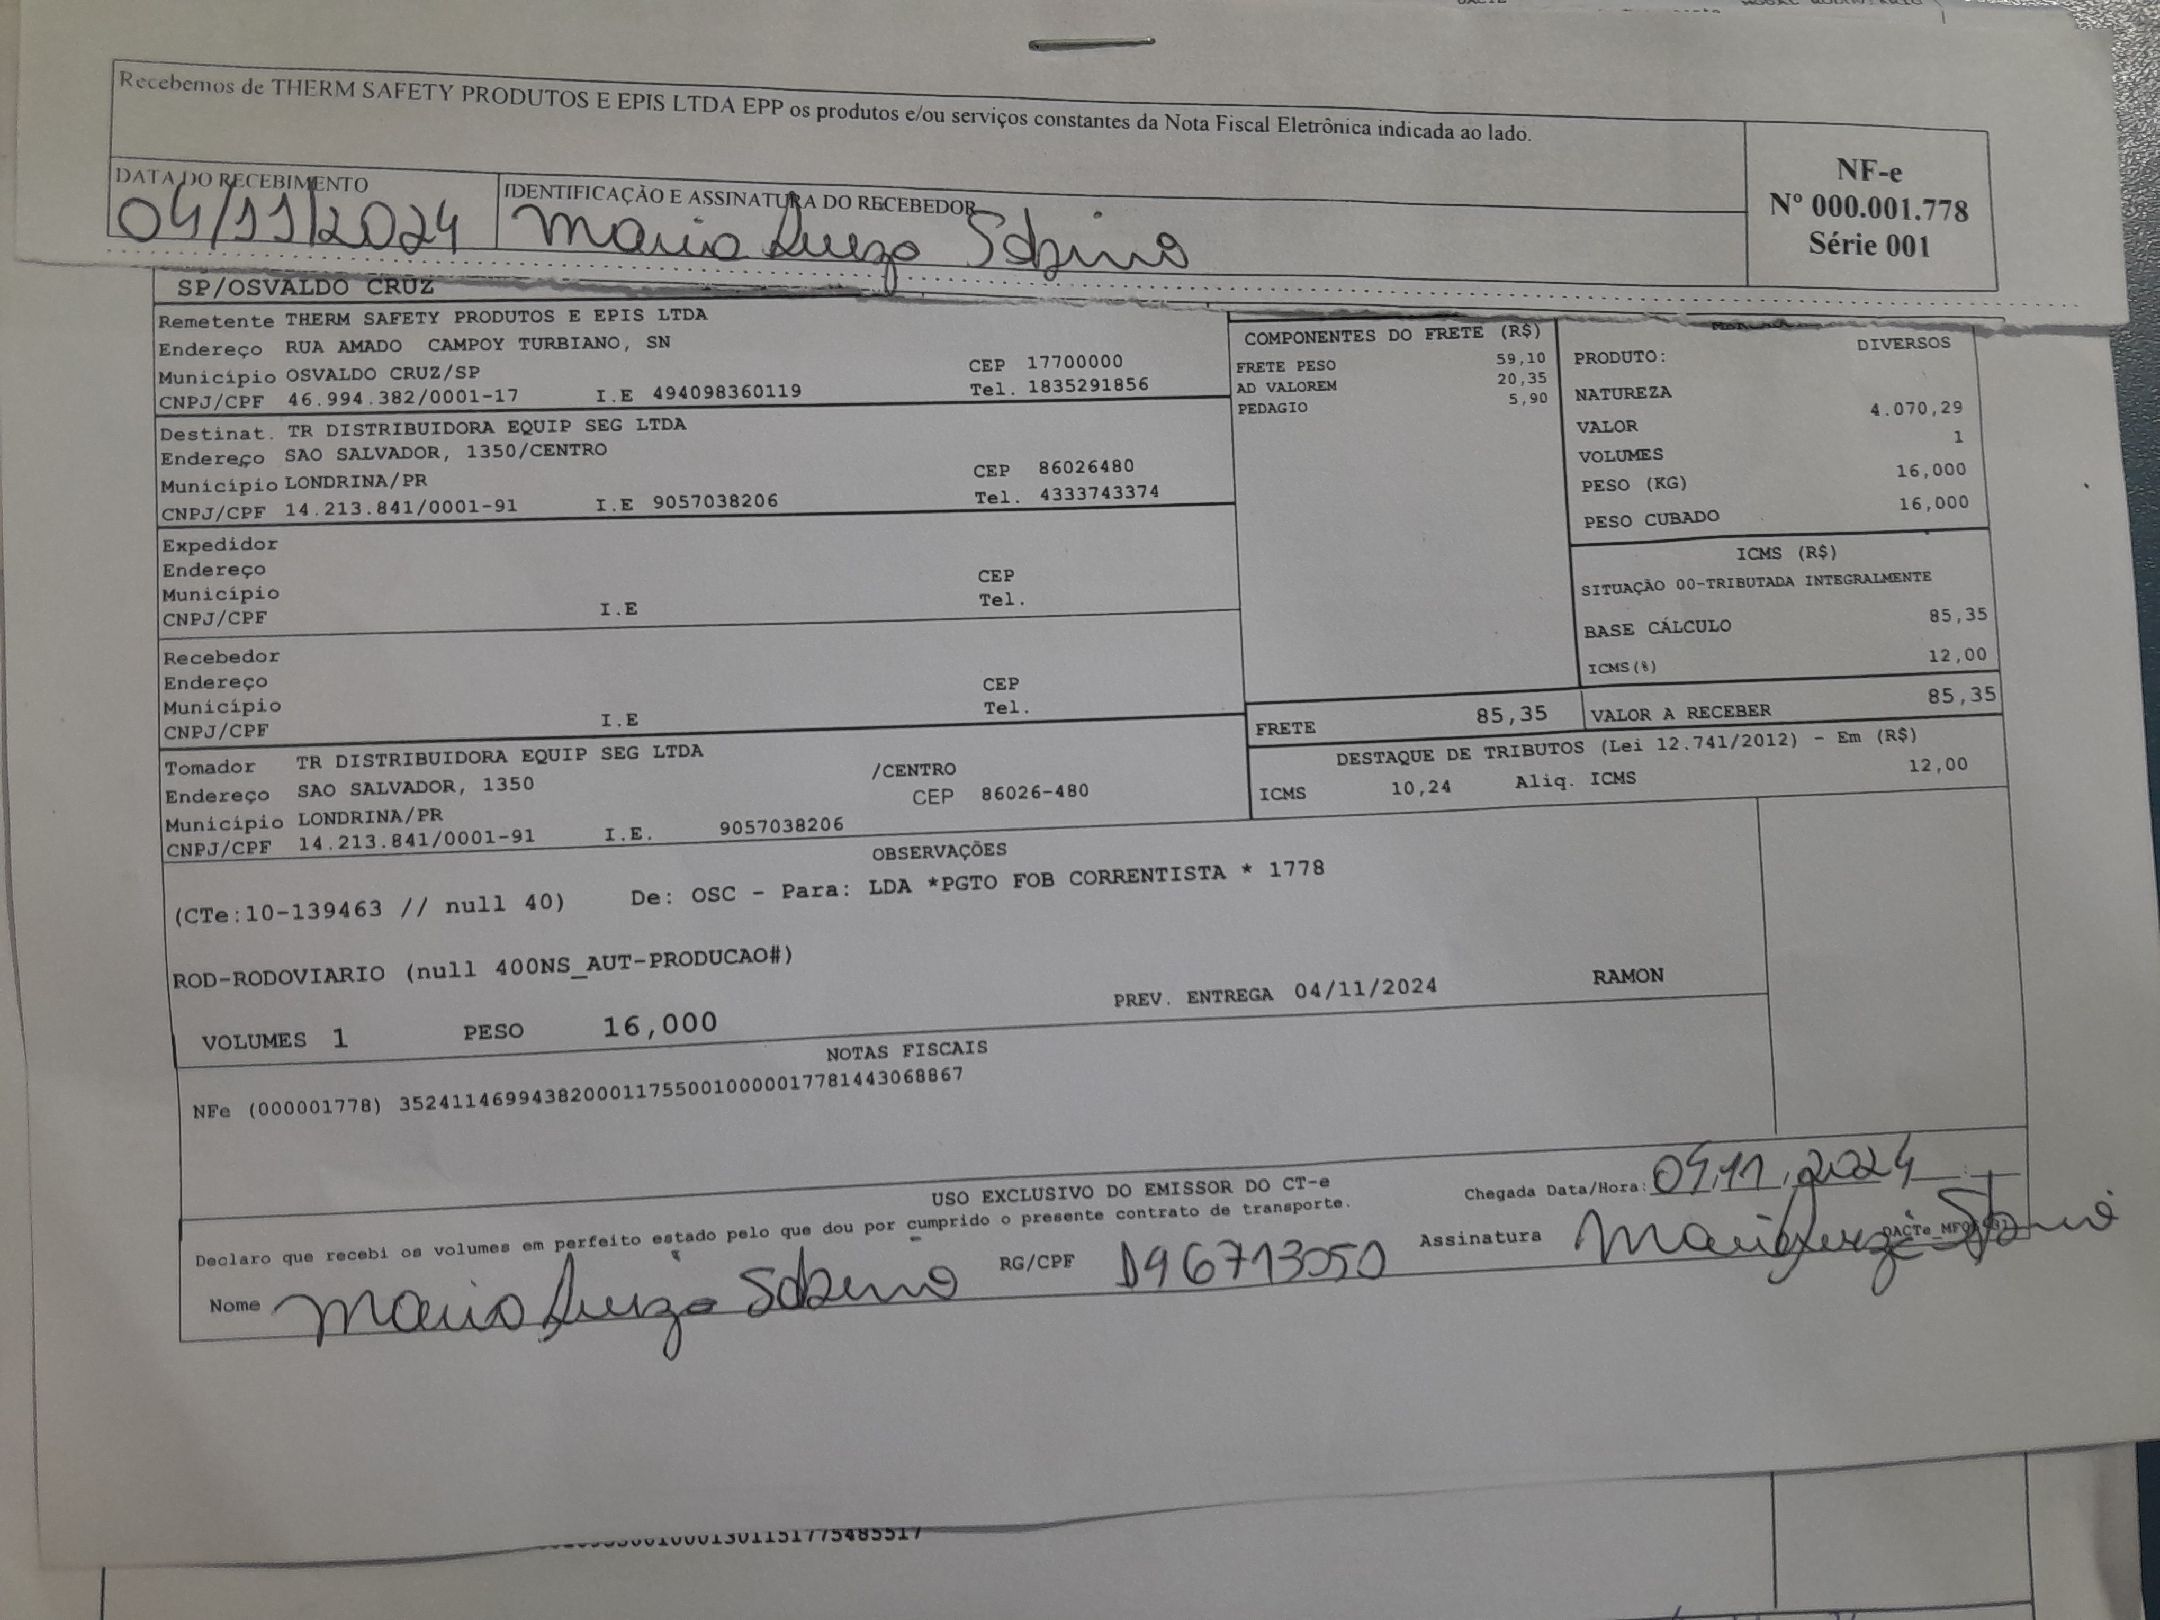 Recebemos de THERM SAFETY PRODUTOS E EPIS LTDA EPP os produtos e/ou serviços constantes da Nota Fiscal Eletrônica indicada ao lado.
NF-e
Nº 000.001.778
Série 001
DATA DO RECEBIMENTO
04/11/2024
IDENTIFICAÇÃO E ASSINATURA DO RECEBEDOR
Maria Luiza Sabino
SP/OSVALDO CRUZ
Remetente THERM SAFETY PRODUTOS E EPIS LTDA
Endereço RUA AMADO CAMPOY TURBIANO, SN
Município OSVALDO CRUZ/SP CEP 17700000
CNPJ/CPF 46.994.382/0001-17 I.E 494098360119 Tel. 1835291856
Destinat. TR DISTRIBUIDORA EQUIP SEG LTDA
Endereço SAO SALVADOR, 1350/CENTRO
Município LONDRINA/PR CEP 86026480
CNPJ/CPF 14.213.841/0001-91 I.E 9057038206 Tel. 4333743374
Expedidor
Endereço
Município CEP
CNPJ/CPF I.E Tel.
Recebedor
Endereço
Município CEP
CNPJ/CPF I.E Tel.
Tomador TR DISTRIBUIDORA EQUIP SEG LTDA
Endereço SAO SALVADOR, 1350 /CENTRO
Município LONDRINA/PR CEP 86026-480
CNPJ/CPF 14.213.841/0001-91 I.E. 9057038206
COMPONENTES DO FRETE (R$)
FRETE PESO 59,10
AD VALOREM 20,35
PEDAGIO 5,90
PRODUTO: DIVERSOS
NATUREZA
VALOR 4.070,29
VOLUMES 1
PESO (KG) 16,000
PESO CUBADO 16,000
ICMS (R$)
SITUAÇÃO 00-TRIBUTADA INTEGRALMENTE
BASE CÁLCULO 85,35
ICMS(%) 12,00
FRETE 85,35
VALOR A RECEBER 85,35
DESTAQUE DE TRIBUTOS (Lei 12.741/2012) - Em (R$)
ICMS 10,24 Aliq. ICMS 12,00
OBSERVAÇÕES
(CTe:10-139463 // null 40) De: OSC - Para: LDA *PGTO FOB CORRENTISTA * 1778
ROD-RODOVIARIO (null 400NS_AUT-PRODUCAO#)
PREV. ENTREGA 04/11/2024 RAMON
VOLUMES 1 PESO 16,000
NOTAS FISCAIS
NFe (000001778) 35241146994382000117550010000017781443068867
USO EXCLUSIVO DO EMISSOR DO CT-e
Declaro que recebi os volumes em perfeito estado pelo que dou por cumprido o presente contrato de transporte.
Chegada Data/Hora: 04,11,2024
Nome Maria Luiza Sabino RG/CPF Assinatura Maria Luiza Sabino